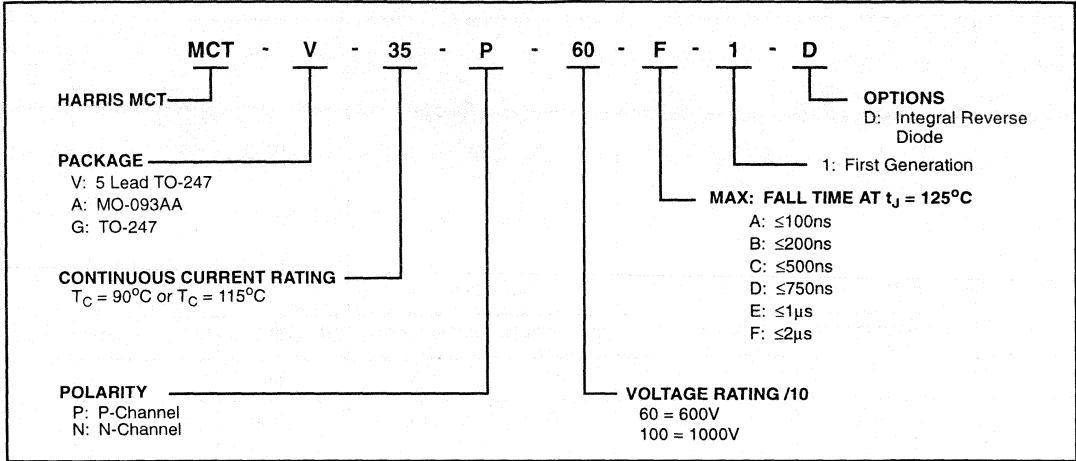 MCT - V - 35 - P - 60 - F - 1 - D
HARRIS MCT
OPTIONS
D: Integral Reverse
Diode
PACKAGE
V: 5 Lead TO-247
A: MO-093AA
G: TO-247
1: First Generation
MAX: FALL TIME AT tJ = 125°C
A: ≤100ns
B: ≤200ns
C: ≤500ns
D: ≤750ns
E: ≤1µs
F: ≤2µs
CONTINUOUS CURRENT RATING
TC = 90°C or TC = 115°C
POLARITY
P: P-Channel
N: N-Channel
VOLTAGE RATING /10
60 = 600V
100 = 1000V